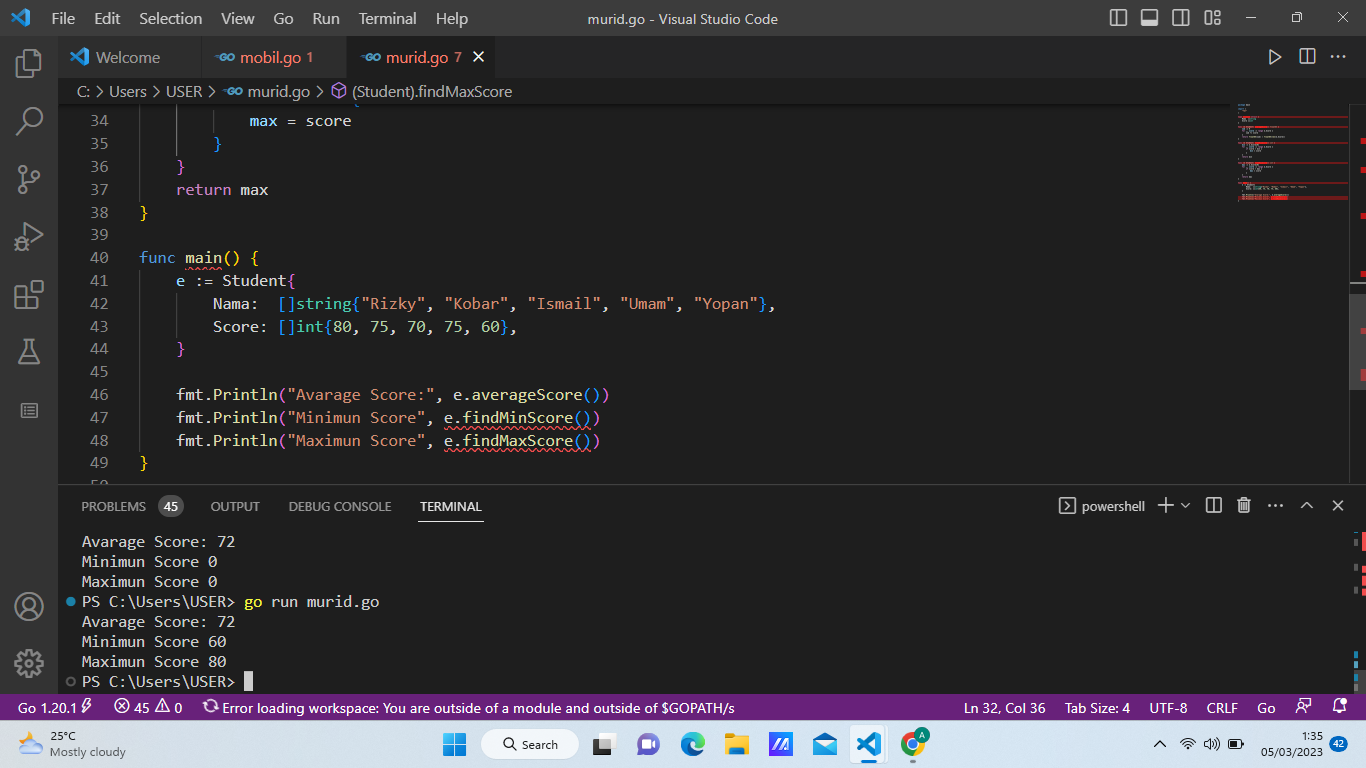 File Edit Selection View Go Run Terminal Help murid.go - Visual Studio Code
Welcome mobil.go 1 murid.go 7
C: > Users > USER > murid.go > (Student).findMaxScore
34 max = score
35 }
36 }
37 return max
38 }
39
40 func main() {
41 e := Student{
42 Nama: []string{"Rizky", "Kobar", "Ismail", "Umam", "Yopan"},
43 Score: []int{80, 75, 70, 75, 60},
44 }
45
46 fmt.Println("Avarage Score:", e.averageScore())
47 fmt.Println("Minimun Score", e.findMinScore())
48 fmt.Println("Maximun Score", e.findMaxScore())
49 }
50
PROBLEMS 45 OUTPUT DEBUG CONSOLE TERMINAL powershell
Avarage Score: 72
Minimun Score 0
Maximun Score 0
PS C:\Users\USER> go run murid.go
Avarage Score: 72
Minimun Score 60
Maximun Score 80
PS C:\Users\USER>
Go 1.20.1 45 0 Error loading workspace: You are outside of a module and outside of $GOPATH/s Ln 32, Col 36 Tab Size: 4 UTF-8 CRLF Go
25°C
Mostly cloudy
Search
A
1:35
05/03/2023
42